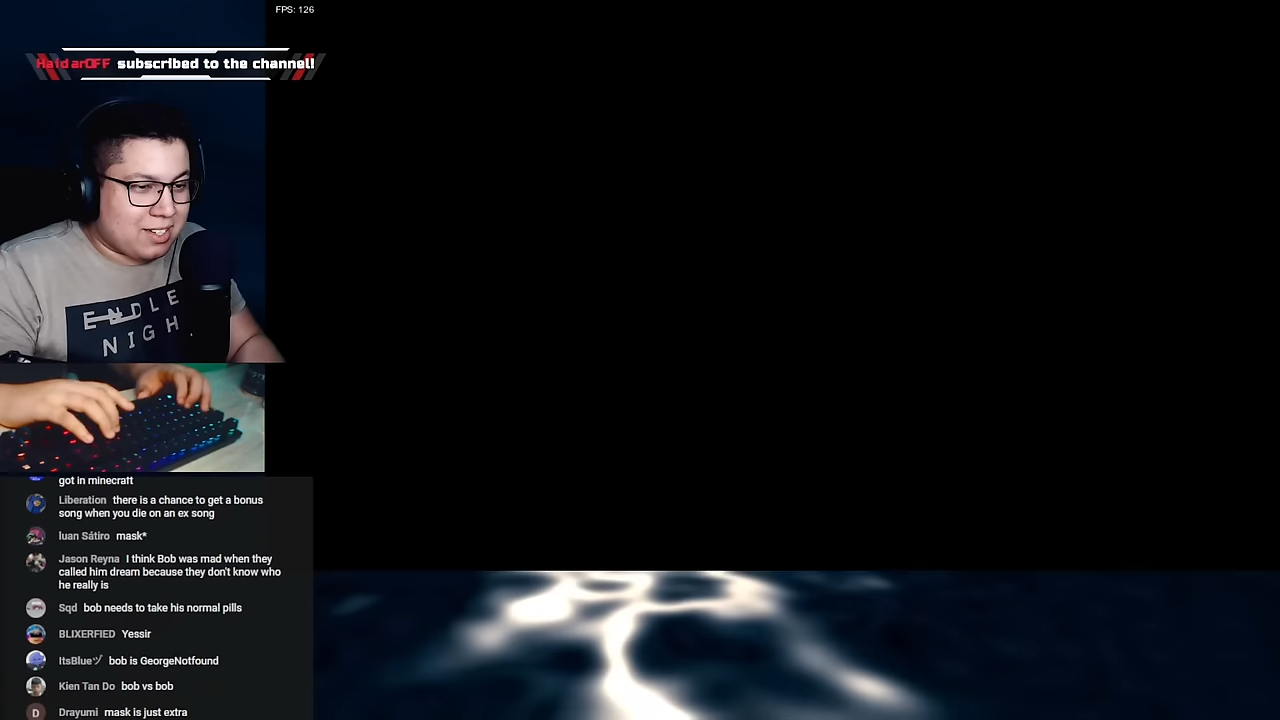 FPS: 126
HaidarOFF subscribed to the channel!
ENDLE
NIGH
got in minecraft
Liberation there is a chance to get a bonus
song when you die on an ex song
luan Sátiro mask*
Jason Reyna I think Bob was mad when they
called him dream because they don't know who
he really is
Sqd bob needs to take his normal pills
BLIXERFIED Yessir
ItsBlueツ bob is GeorgeNotfound
Kien Tan Do bob vs bob
D Drayumi mask is just extra